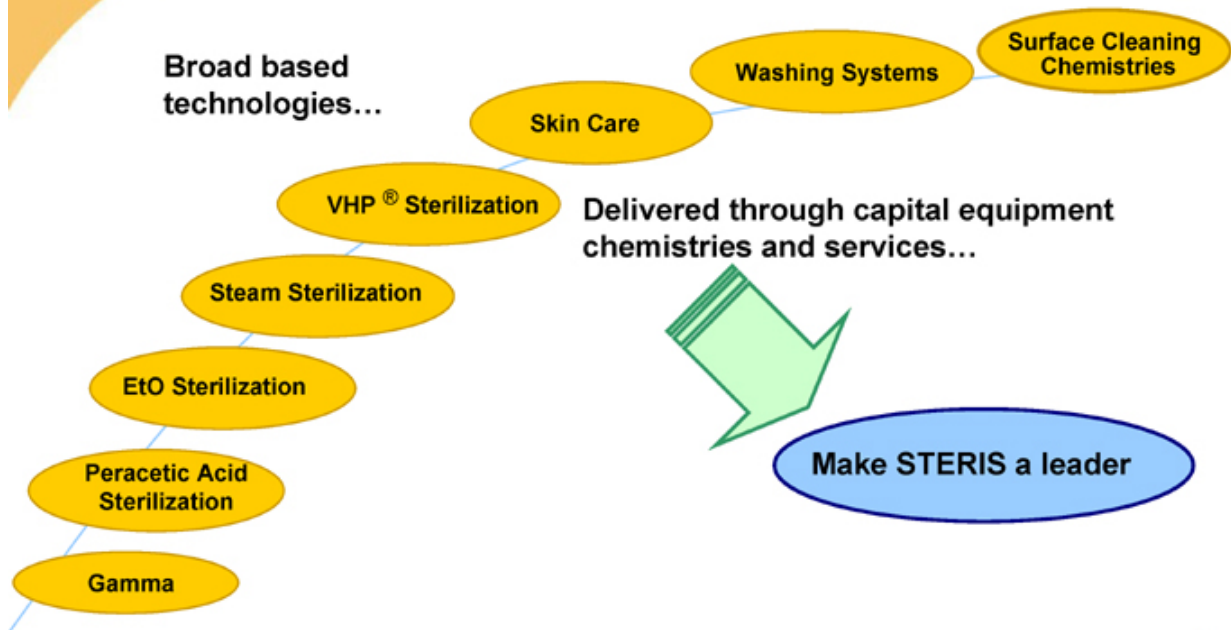 Broad based
technologies…
Surface Cleaning
Chemistries
Washing Systems
Skin Care
VHP ® Sterilization
Delivered through capital equipment
chemistries and services…
Steam Sterilization
EtO Sterilization
Make STERIS a leader
Peracetic Acid
Sterilization
Gamma